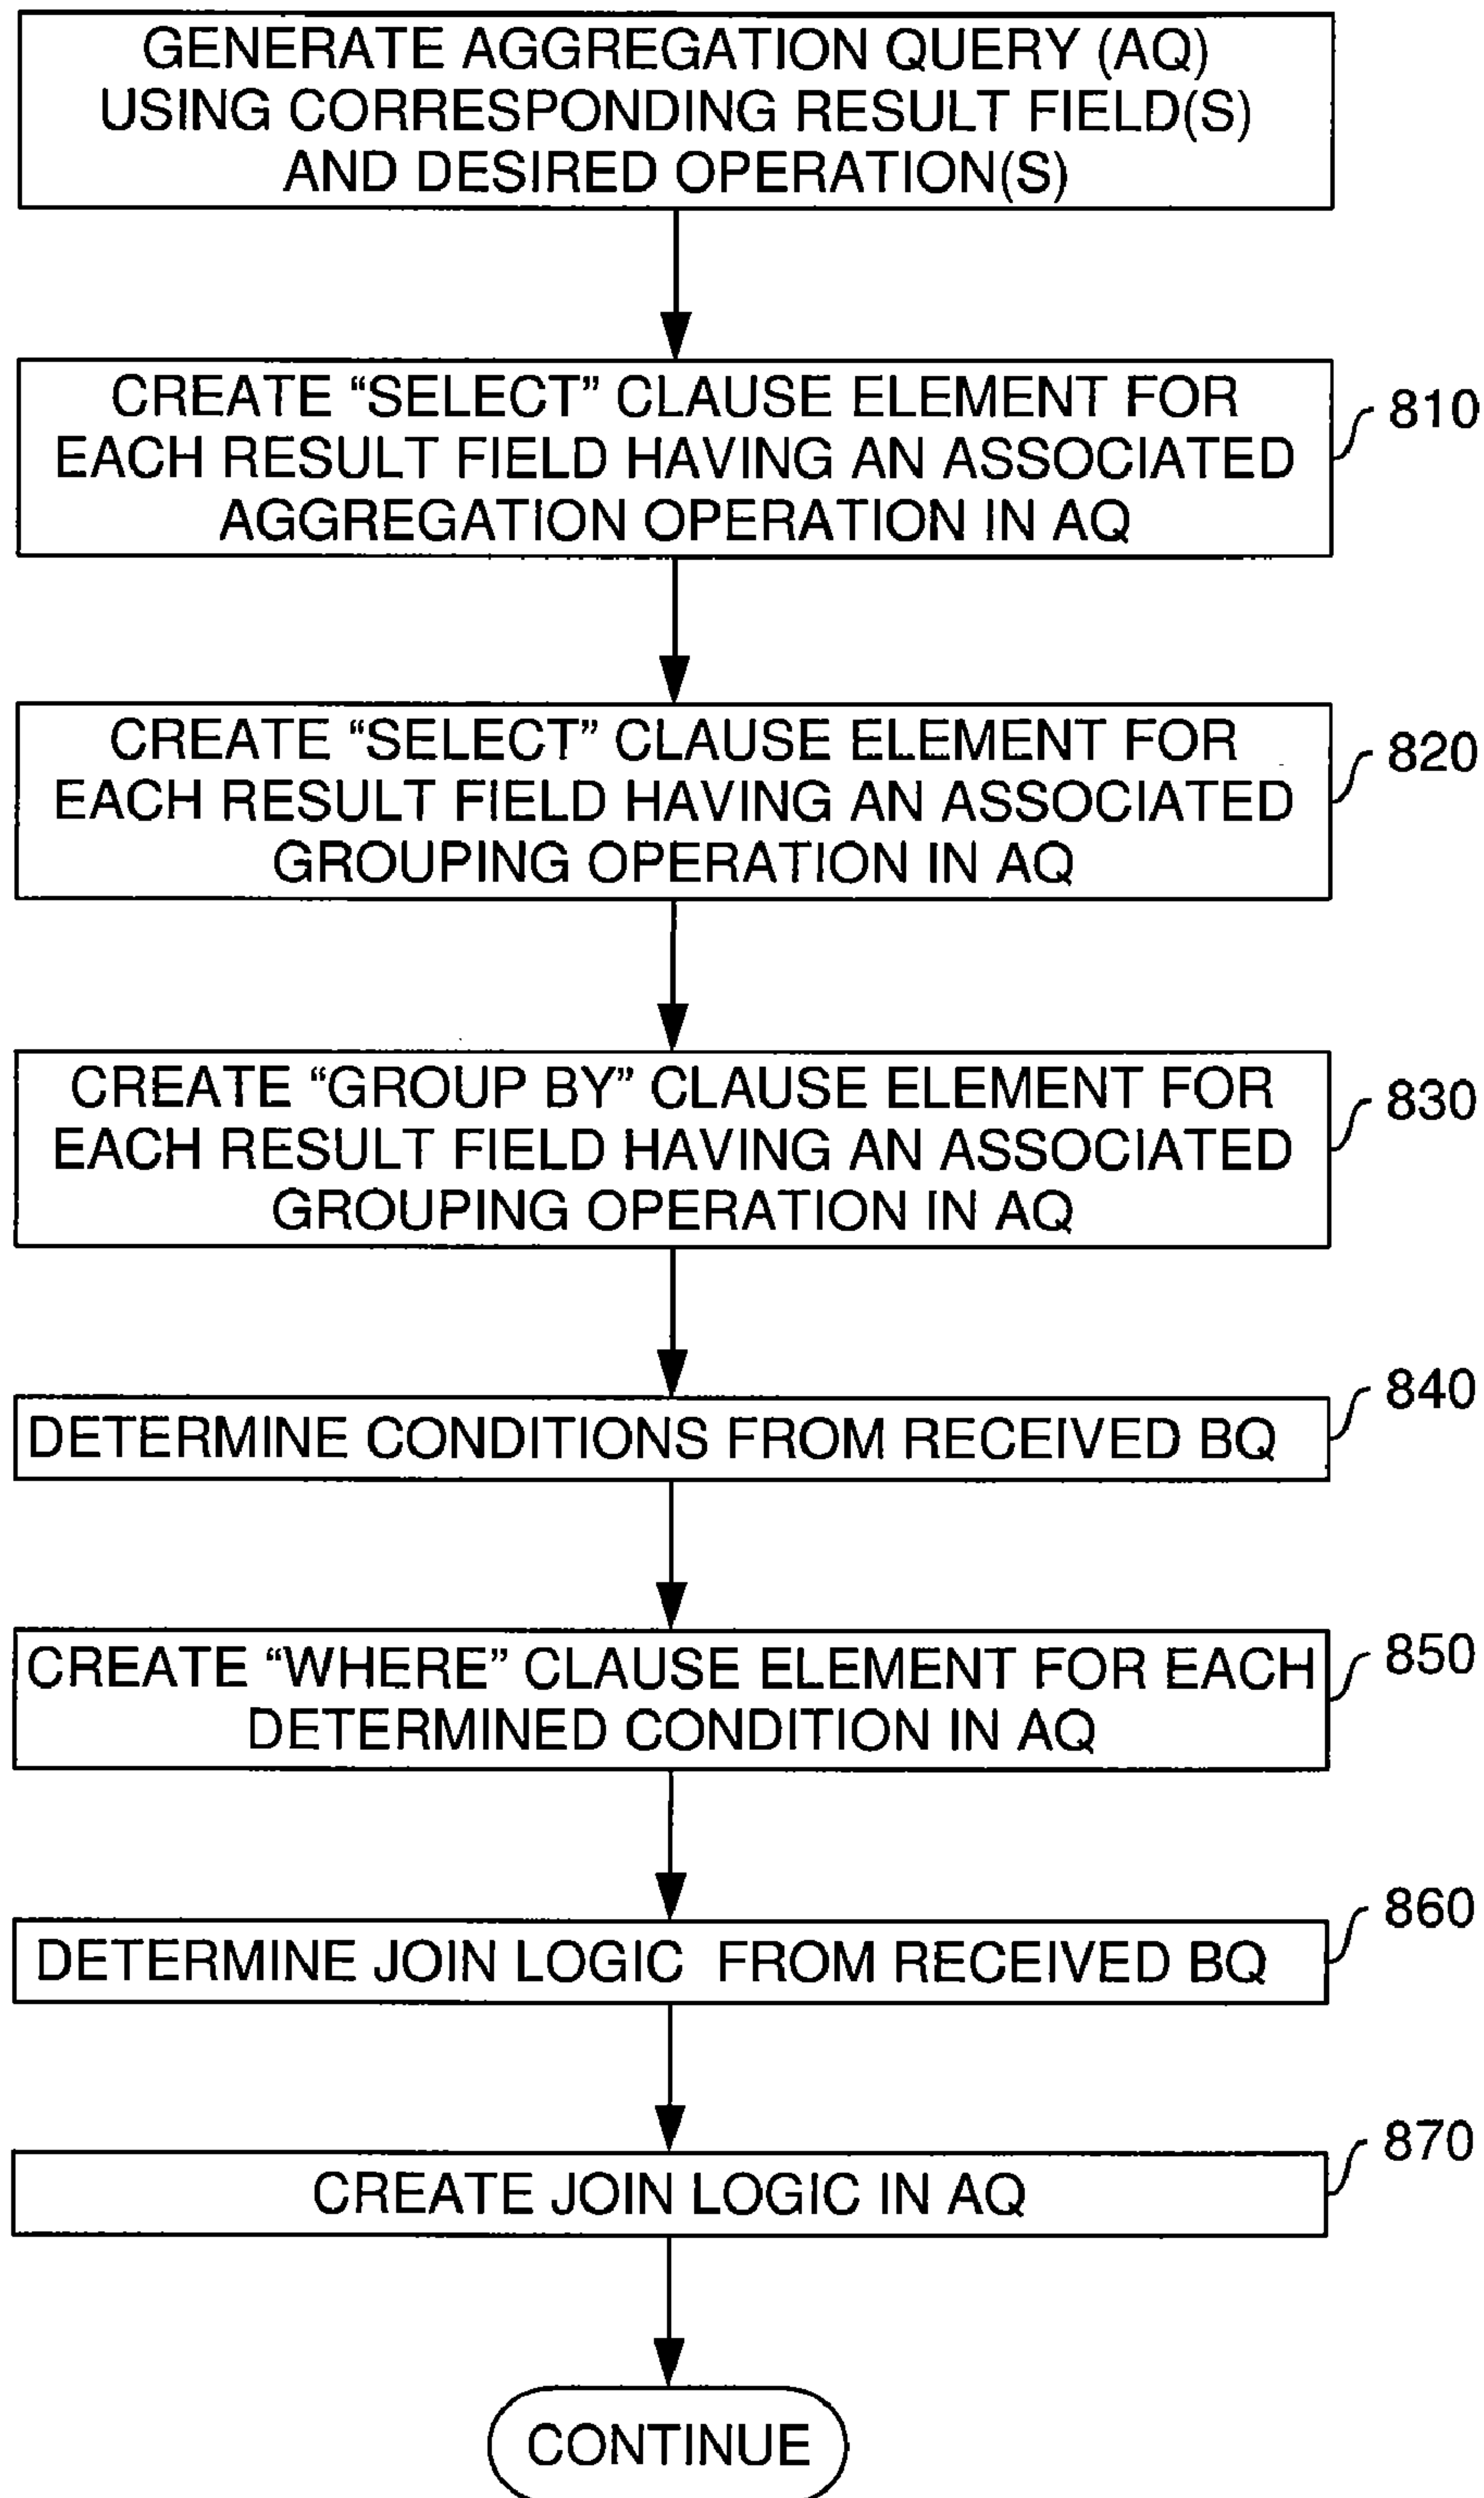 GENERATE AGGREGATION QUERY (AQ)
USING CORRESPONDING RESULT FIELD(S)
AND DESIRED OPERATION(S)
CREATE “SELECT” CLAUSE ELEMENT FOR
EACH RESULT FIELD HAVING AN ASSOCIATED
AGGREGATION OPERATION IN AQ
810
CREATE “SELECT” CLAUSE ELEMENT FOR
EACH RESULT FIELD HAVING AN ASSOCIATED
GROUPING OPERATION IN AQ
820
CREATE “GROUP BY” CLAUSE ELEMENT FOR
EACH RESULT FIELD HAVING AN ASSOCIATED
GROUPING OPERATION IN AQ
830
DETERMINE CONDITIONS FROM RECEIVED BQ
840
CREATE “WHERE” CLAUSE ELEMENT FOR EACH
DETERMINED CONDITION IN AQ
850
DETERMINE JOIN LOGIC FROM RECEIVED BQ
860
CREATE JOIN LOGIC IN AQ
870
CONTINUE